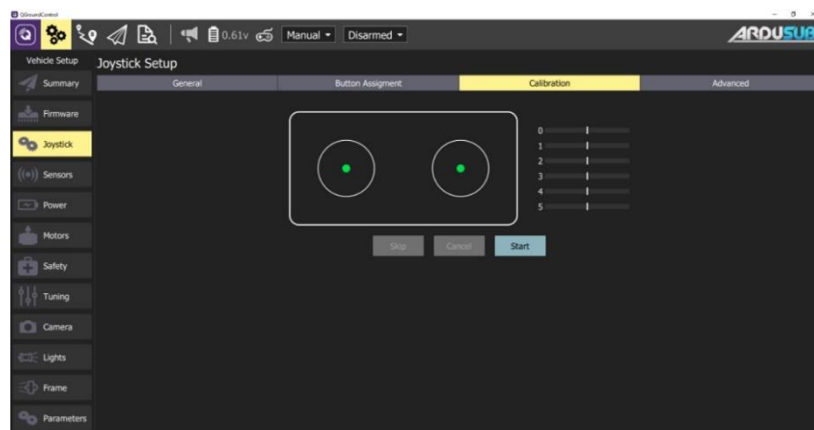 QGroundControl
0.61v Manual Disarmed ARDUSUB
Vehicle Setup Joystick Setup
Summary General Button Assigment Calibration Advanced
Firmware
Joystick
Sensors
Power
Motors
Safety
Tuning
Camera
Lights
Frame
Parameters
0
1
2
3
4
5
Skip Cancel Start